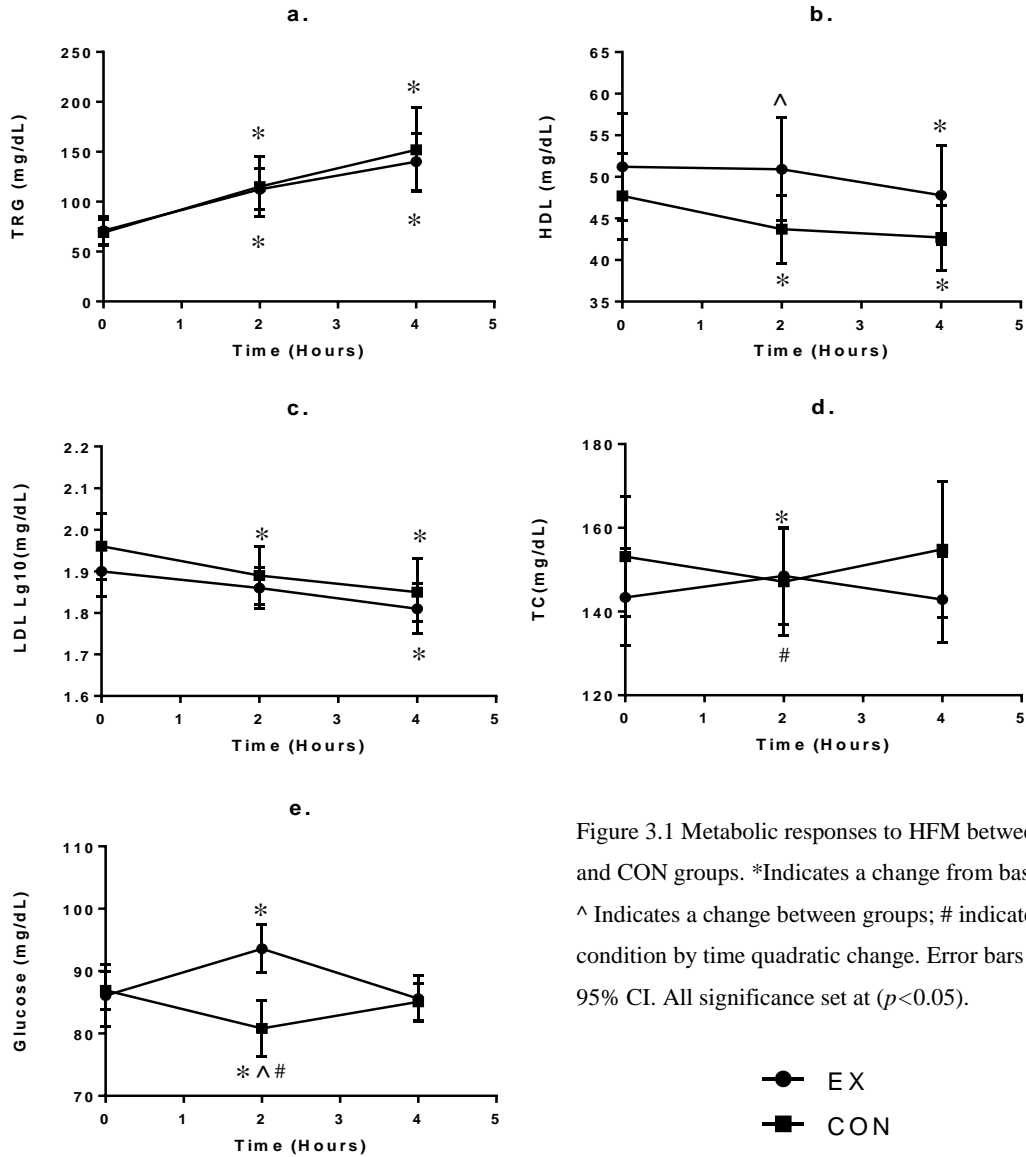 a.
TRG (mg/dL)
250
200
150
100
50
0
*
*
*
*
0 1 2 3 4 5
Time (Hours)
b.
HDL (mg/dL)
65
60
55
50
45
40
35
^
*
*
*
0 1 2 3 4 5
Time (Hours)
c.
LDL Lg10(mg/dL)
2.2
2.1
2.0
1.9
1.8
1.7
1.6
*
*
*
0 1 2 3 4 5
Time (Hours)
d.
TC(mg/dL)
180
160
140
120
*
#
0 1 2 3 4 5
Time (Hours)
e.
Glucose (mg/dL)
110
100
90
80
70
*
* ^ #
0 1 2 3 4 5
Time (Hours)
Figure 3.1 Metabolic responses to HFM betwee
and CON groups. *Indicates a change from bas
^ Indicates a change between groups; # indicate
condition by time quadratic change. Error bars
95% CI. All significance set at (p<0.05).
EX
CON